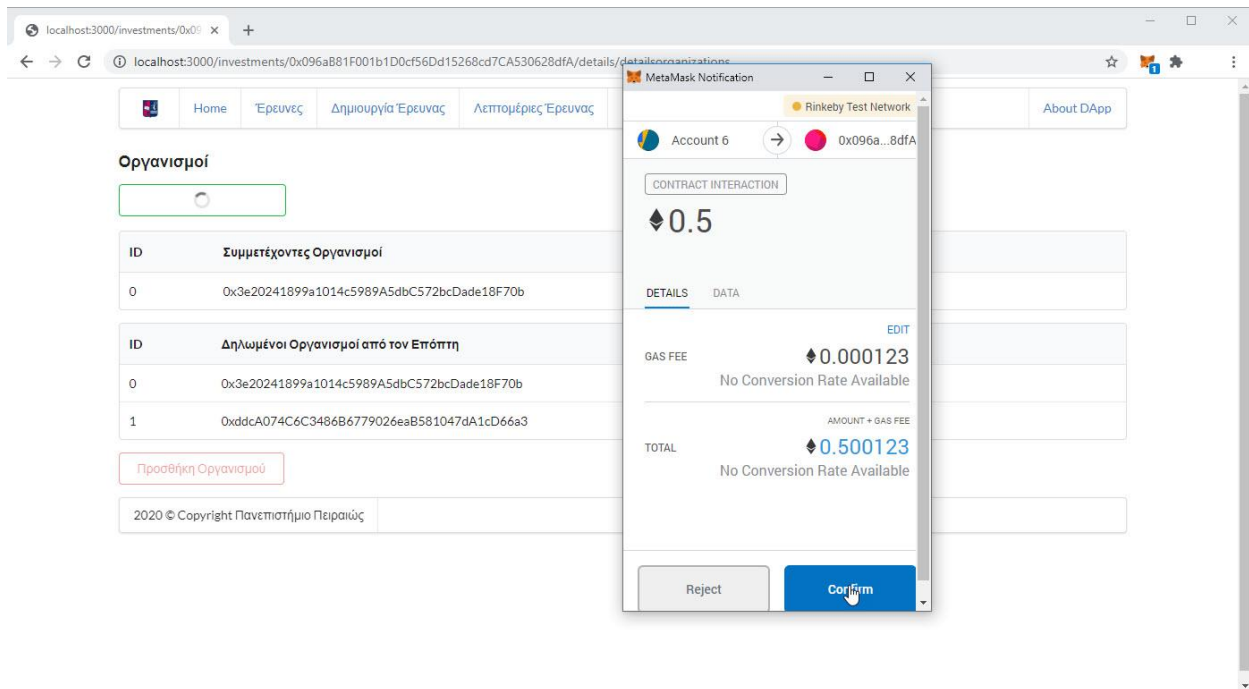 localhost:3000/investments/0x09
localhost:3000/investments/0x096aB81F001b1D0cf56Dd15268cd7CA530628dfA/details/detailsorganizations
Home Έρευνες Δημιουργία Έρευνας Λεπτομέριες Έρευνας About DApp
Οργανισμοί
ID Συμμετέχοντες Οργανισμοί
0 0x3e20241899a1014c5989A5dbC572bcDade18F70b
ID Δηλωμένοι Οργανισμοί από τον Επόπτη
0 0x3e20241899a1014c5989A5dbC572bcDade18F70b
1 0xddcA074C6C3486B6779026eaB581047dA1cD66a3
Προσθήκη Οργανισμού
2020 © Copyright Πανεπιστήμιο Πειραιώς
MetaMask Notification
Rinkeby Test Network
Account 6 0x096a...8dfA
CONTRACT INTERACTION
0.5
DETAILS DATA
EDIT
GAS FEE 0.000123
No Conversion Rate Available
AMOUNT + GAS FEE
TOTAL 0.500123
No Conversion Rate Available
Reject Confirm
1